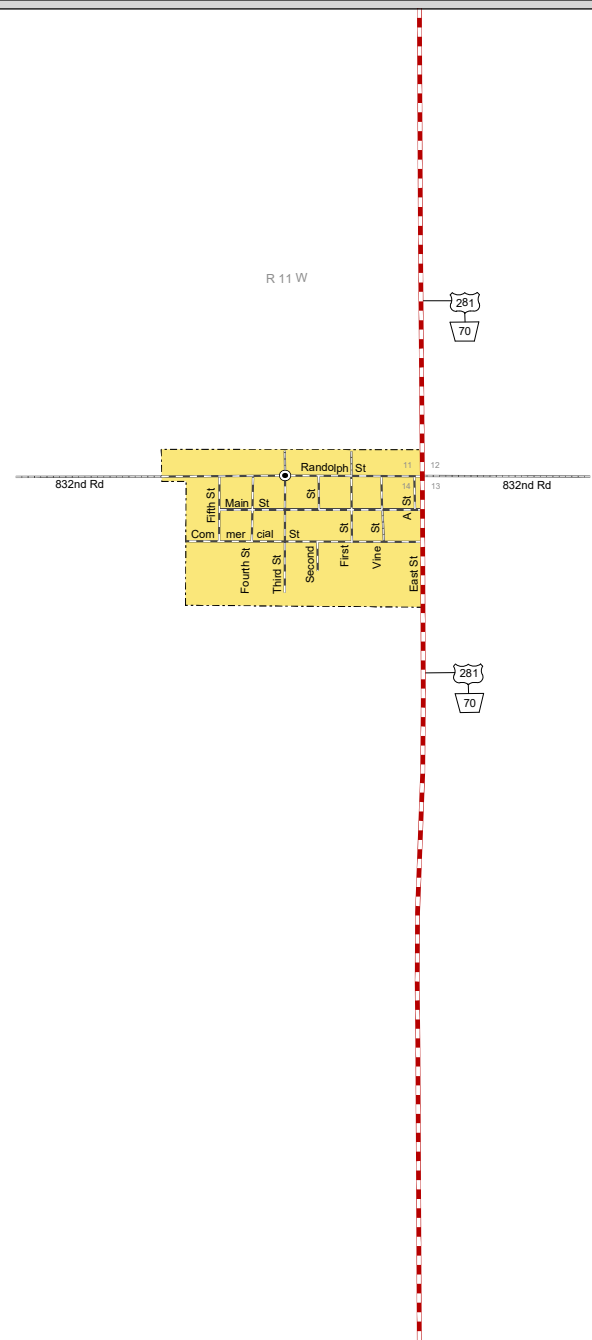 R 11 W
281
70
Randolph St
11
12
832nd Rd
14
13
832nd Rd
Fifth St
Main St
St
A St
Com mer cial St
First St
Vine St
Fourth St
Third St
Second
East St
281
70